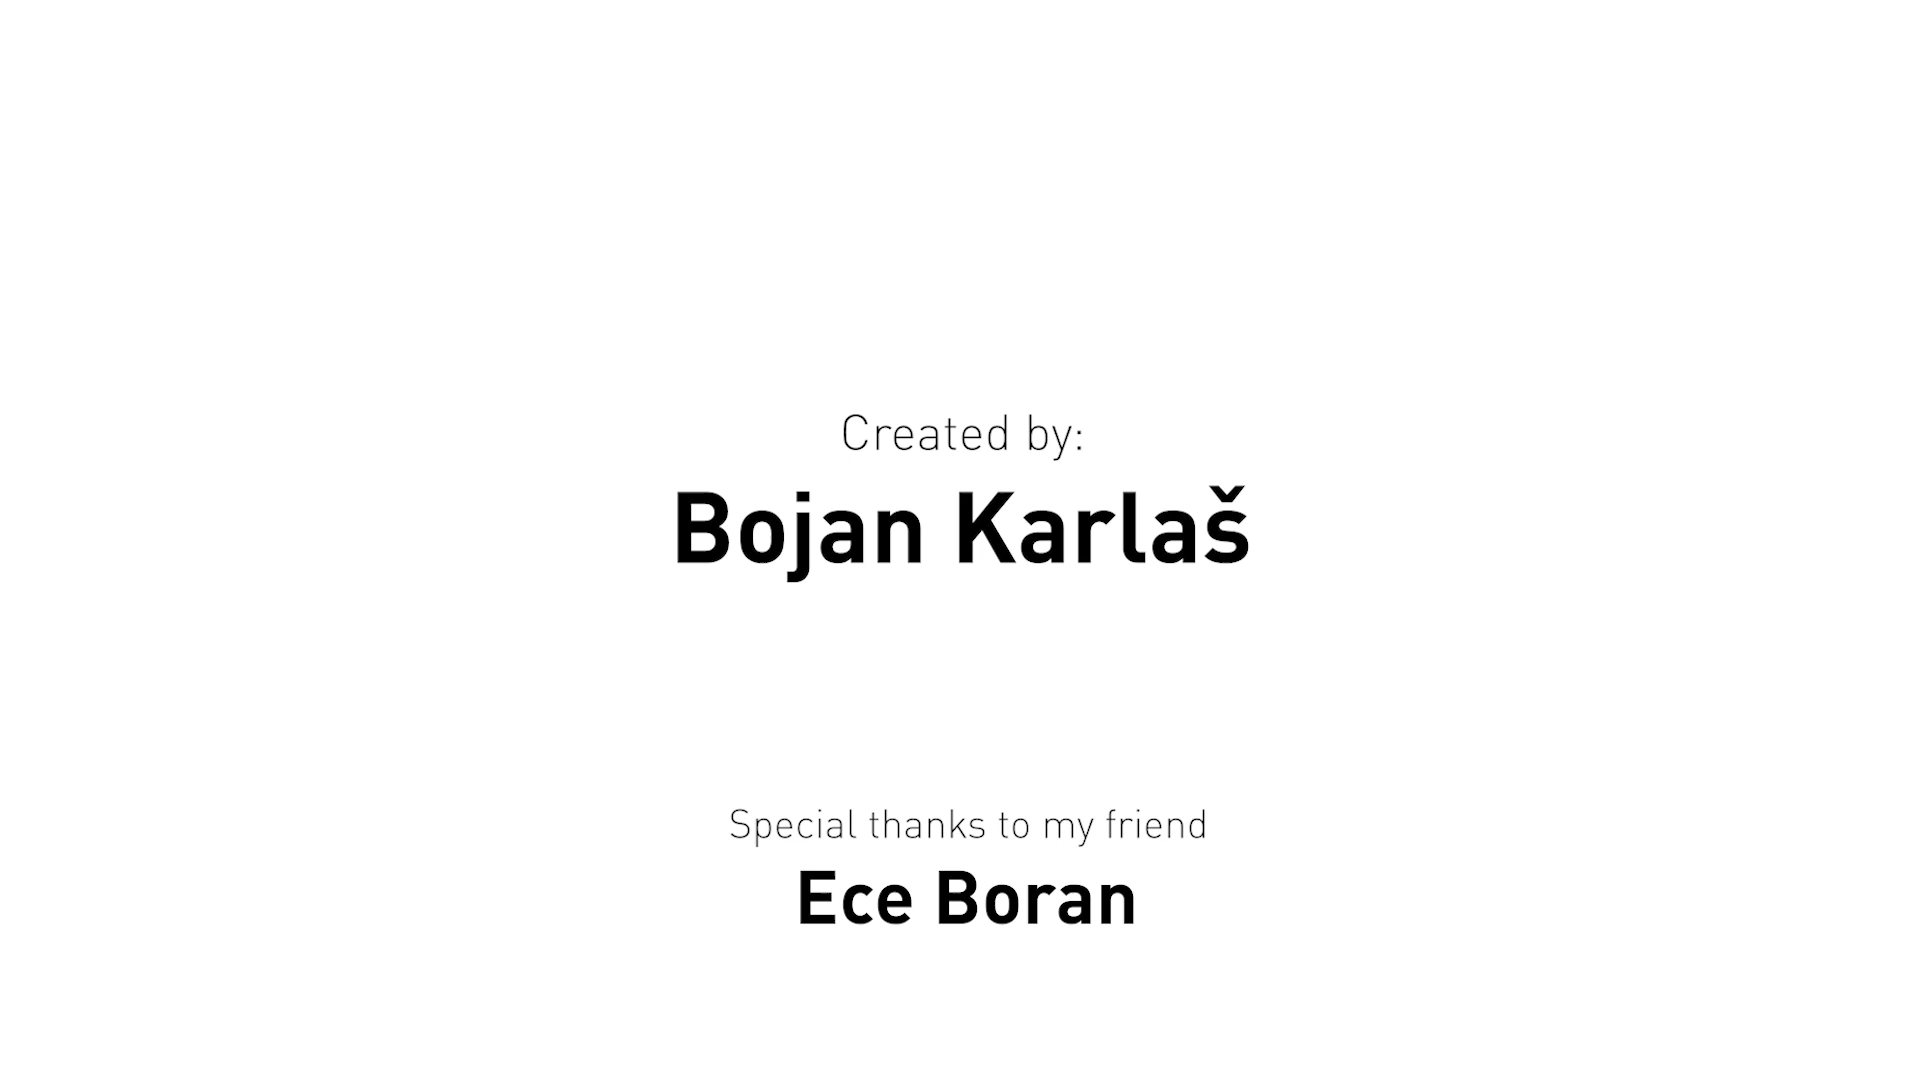 Created by:
Bojan Karlaš
Special thanks to my friend
Ece Boran